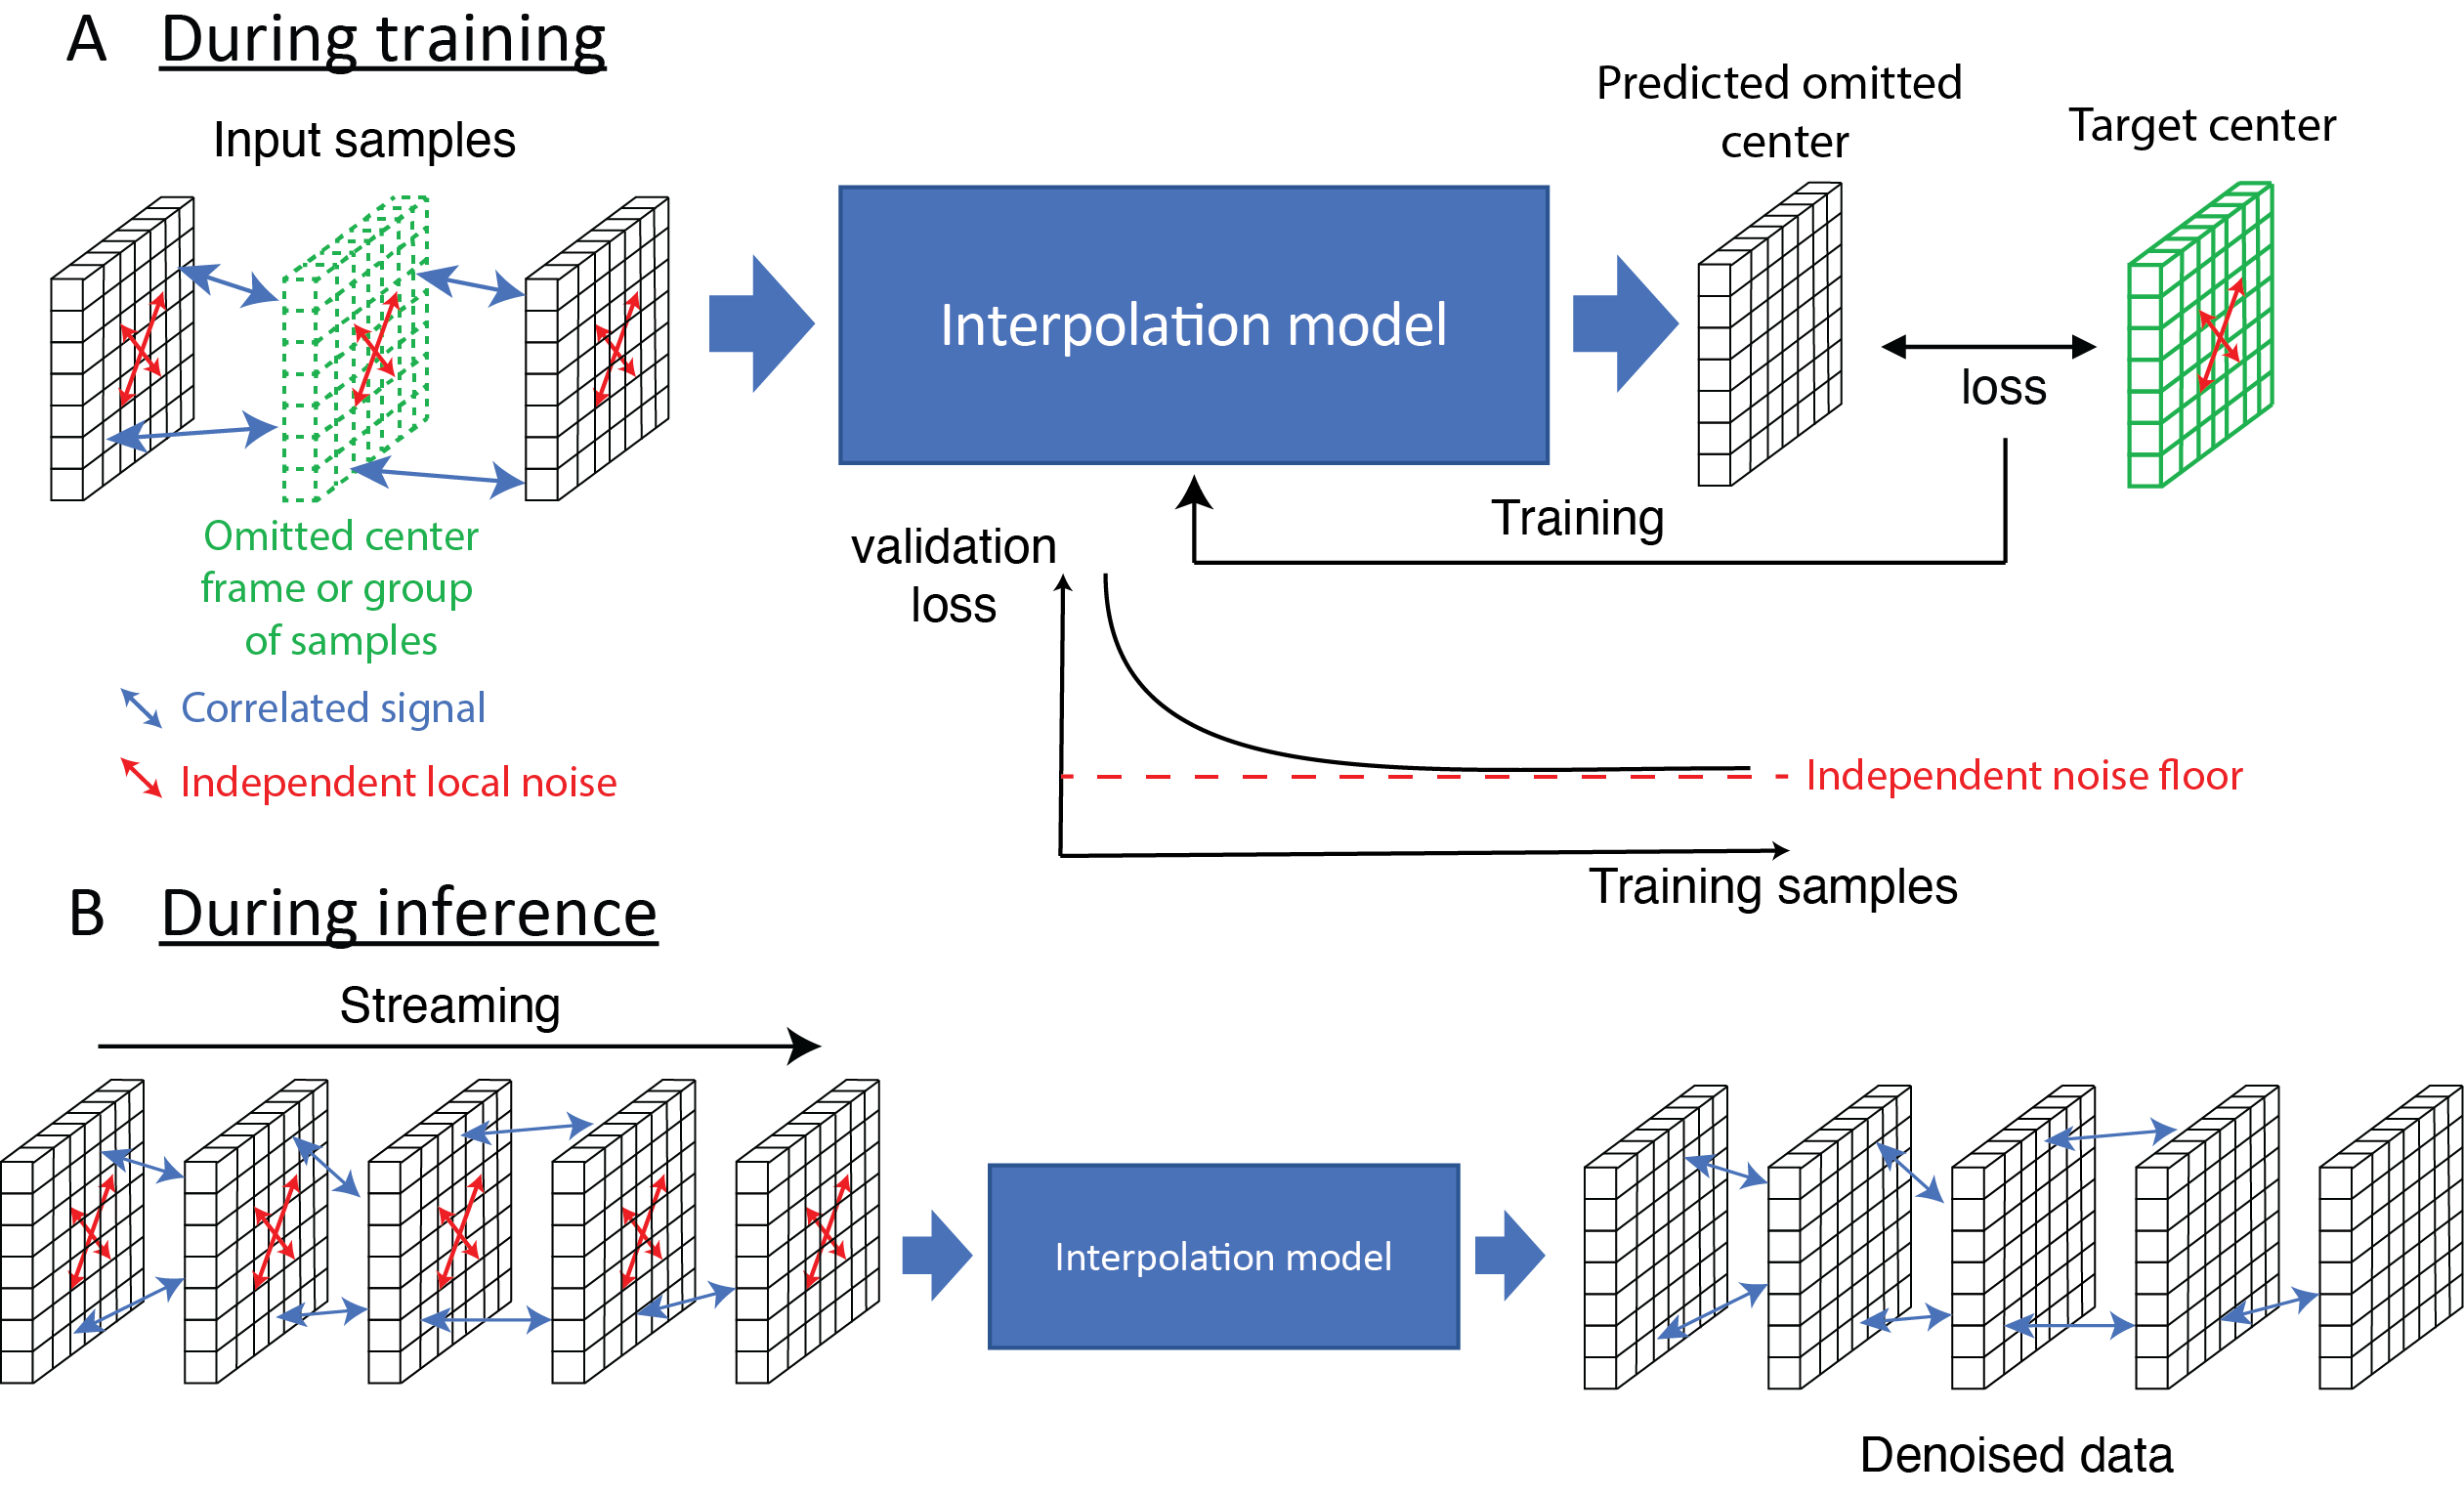 A During training
Input samples
Predicted omitted
center
Target center
Interpolation model
loss
Training
Omitted center
frame or group
of samples
Correlated signal
Independent local noise
validation
loss
Independent noise floor
Training samples
B During inference
Streaming
Interpolation model
Denoised data